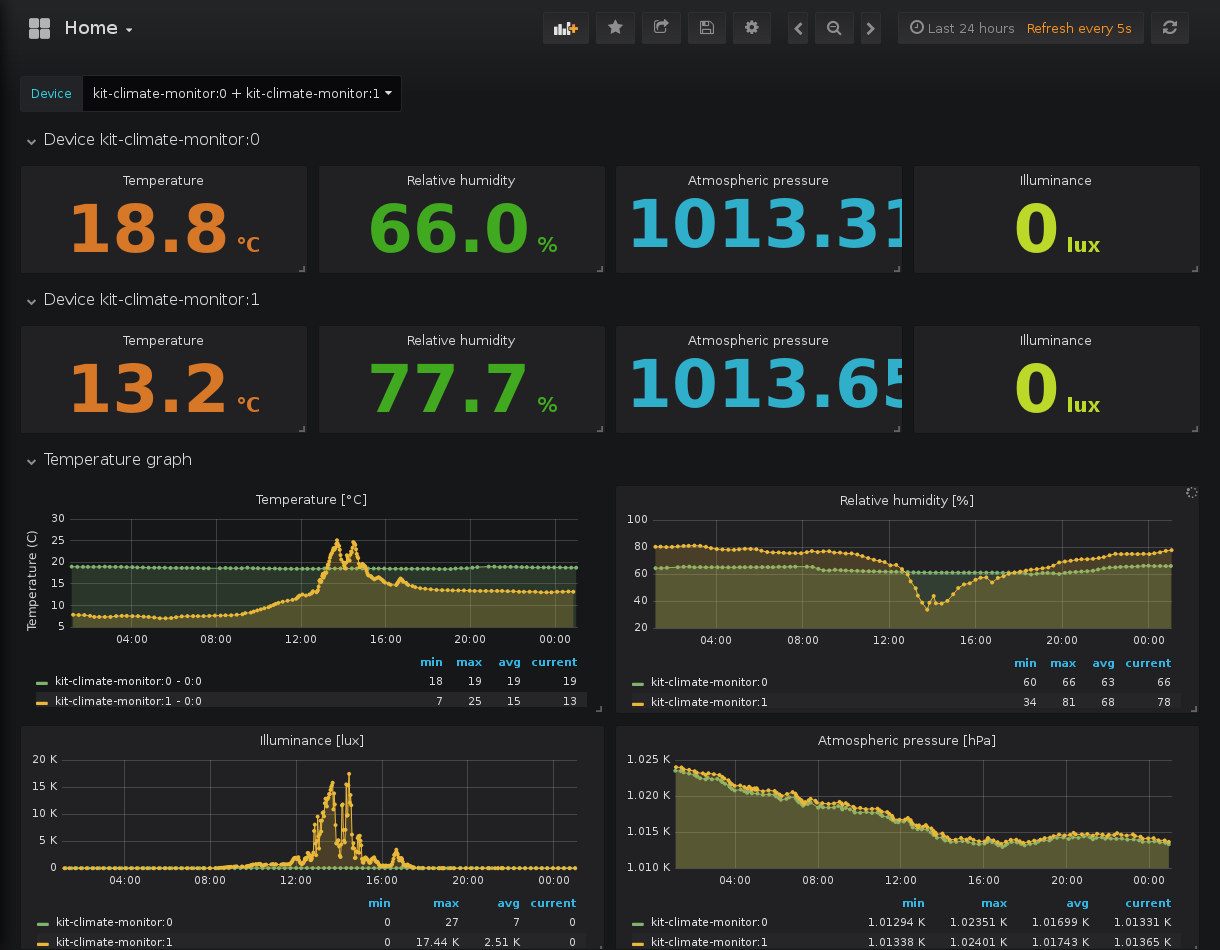 Home
Last 24 hours Refresh every 5s
Device kit-climate-monitor:0 + kit-climate-monitor:1
Device kit-climate-monitor:0
Temperature Relative humidity Atmospheric pressure Illuminance
18.8 °C 66.0 % 1013.31 0 lux
Device kit-climate-monitor:1
Temperature Relative humidity Atmospheric pressure Illuminance
13.2 °C 77.7 % 1013.65 0 lux
Temperature graph
Temperature [°C]
Temperature (C)
30
25
20
15
10
5
04:00 08:00 12:00 16:00 20:00 00:00
min max avg current
kit-climate-monitor:0 - 0:0 18 19 19 19
kit-climate-monitor:1 - 0:0 7 25 15 13
Relative humidity [%]
100
80
60
40
20
04:00 08:00 12:00 16:00 20:00 00:00
min max avg current
kit-climate-monitor:0 60 66 63 66
kit-climate-monitor:1 34 81 68 78
Illuminance [lux]
20 K
15 K
10 K
5 K
0
04:00 08:00 12:00 16:00 20:00 00:00
min max avg current
kit-climate-monitor:0 0 27 7 0
kit-climate-monitor:1 0 17.44 K 2.51 K 0
Atmospheric pressure [hPa]
1.025 K
1.020 K
1.015 K
1.010 K
04:00 08:00 12:00 16:00 20:00 00:00
min max avg current
kit-climate-monitor:0 1.01294 K 1.02351 K 1.01699 K 1.01331 K
kit-climate-monitor:1 1.01338 K 1.02401 K 1.01743 K 1.01365 K